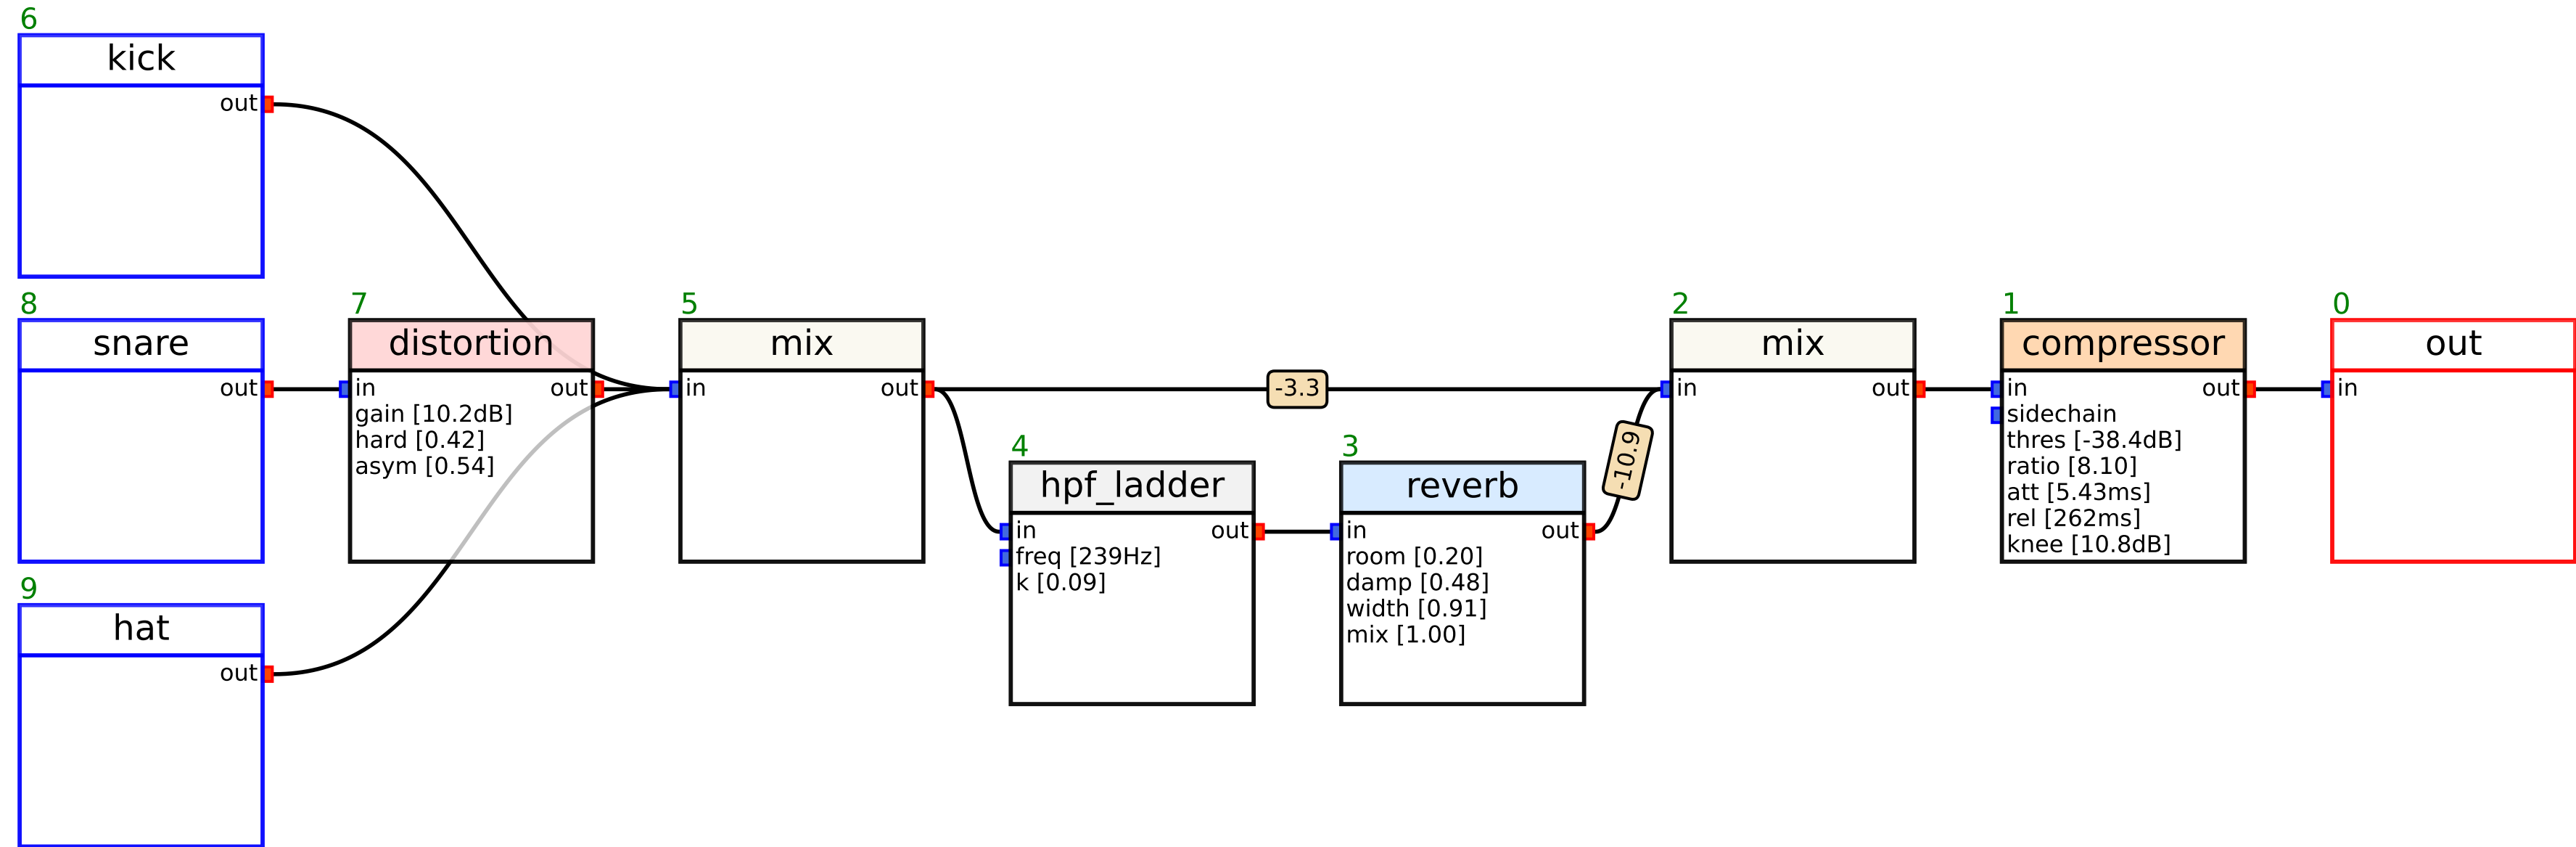 6
kick
out
8
snare
out
9
hat
out
7
distortion
in out
gain [10.2dB]
hard [0.42]
asym [0.54]
5
mix
in out
-3.3
4
hpf_ladder
in out
freq [239Hz]
k [0.09]
3
reverb
in out
room [0.20]
damp [0.48]
width [0.91]
mix [1.00]
-10.9
2
mix
in out
1
compressor
in out
sidechain
thres [-38.4dB]
ratio [8.10]
att [5.43ms]
rel [262ms]
knee [10.8dB]
0
out
in